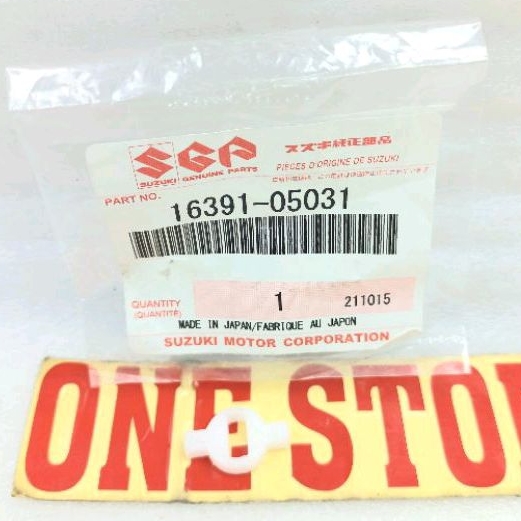 SGP
SUZUKI GENUINE PARTS
スズキ純正部品
PIECES D'ORIGINE DE SUZUKI
PART NO.
16391-05031
QUANTITY
(QUANTITÉ)
1
211015
MADE IN JAPAN/FABRIQUE AU JAPON
SUZUKI MOTOR CORPORATION
ONE STO